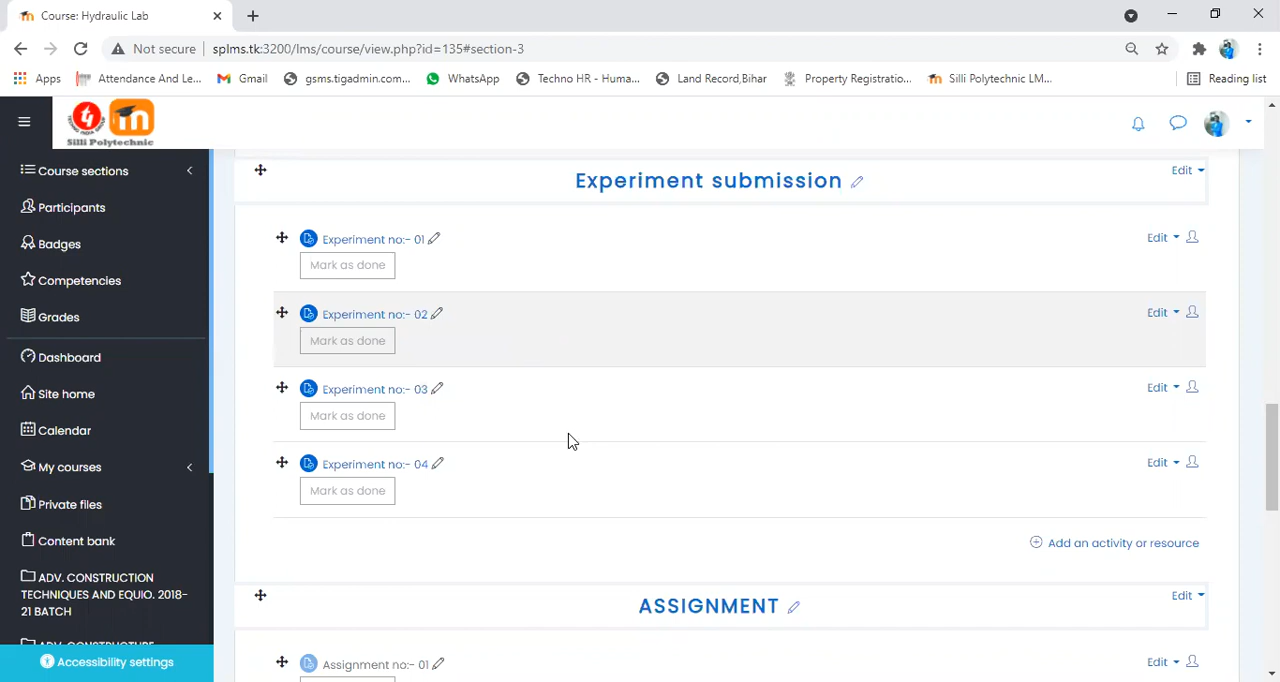 Course: Hydraulic Lab
Not secure splms.tk:3200/lms/course/view.php?id=135#section-3
Apps Attendance And Le... Gmail gsms.tigadmin.com... WhatsApp Techno HR - Huma... Land Record,Bihar Property Registratio... Silli Polytechnic LM... Reading list
Silli Polytechnic
Course sections
Participants
Badges
Competencies
Grades
Dashboard
Site home
Calendar
My courses
Private files
Content bank
ADV. CONSTRUCTION
TECHNIQUES AND EQUIO. 2018-
21 BATCH
ADV. CONSTRUCTURE
Accessibility settings
Experiment submission Edit
Experiment no:- 01 Edit
Mark as done
Experiment no:- 02 Edit
Mark as done
Experiment no:- 03 Edit
Mark as done
Experiment no:- 04 Edit
Mark as done
Add an activity or resource
ASSIGNMENT Edit
Assignment no:- 01 Edit